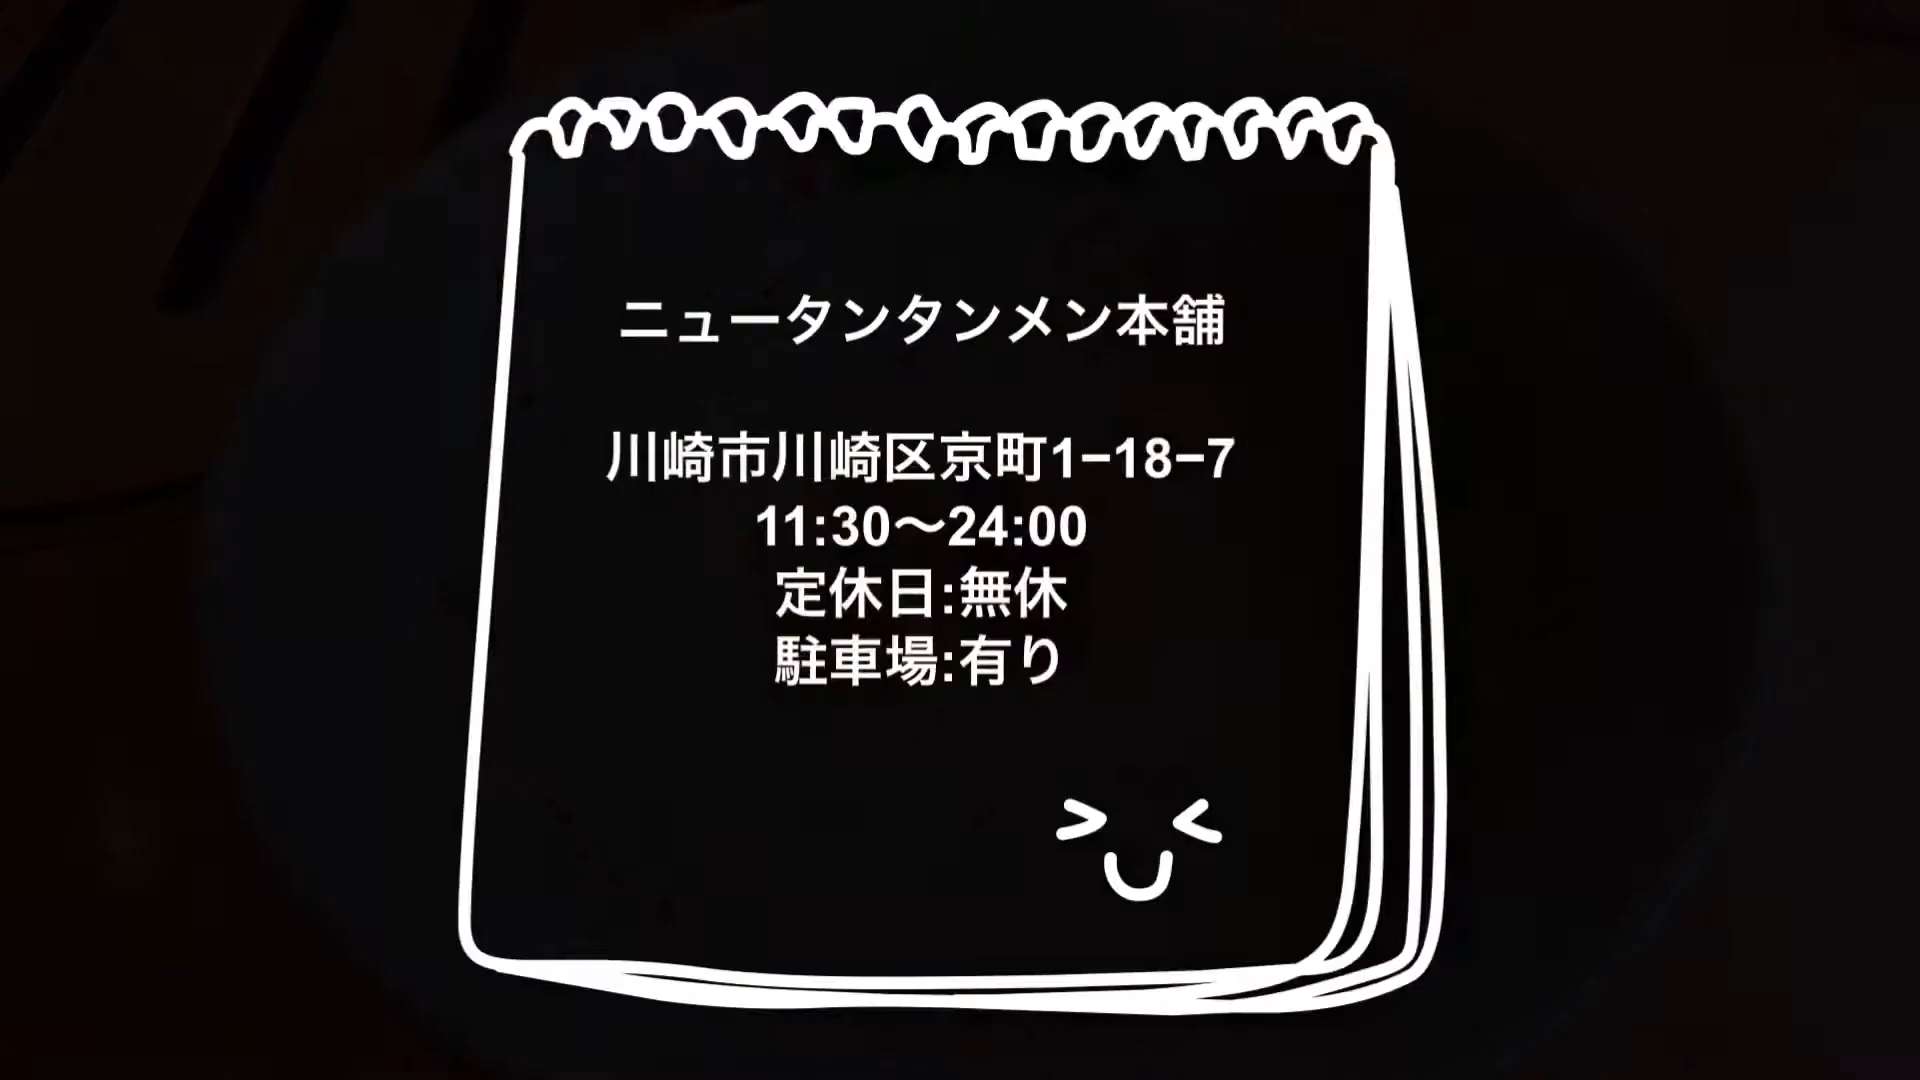 ニュータンタンメン本舗
川崎市川崎区京町1−18−7
11:30〜24:00
定休日:無休
駐車場:有り